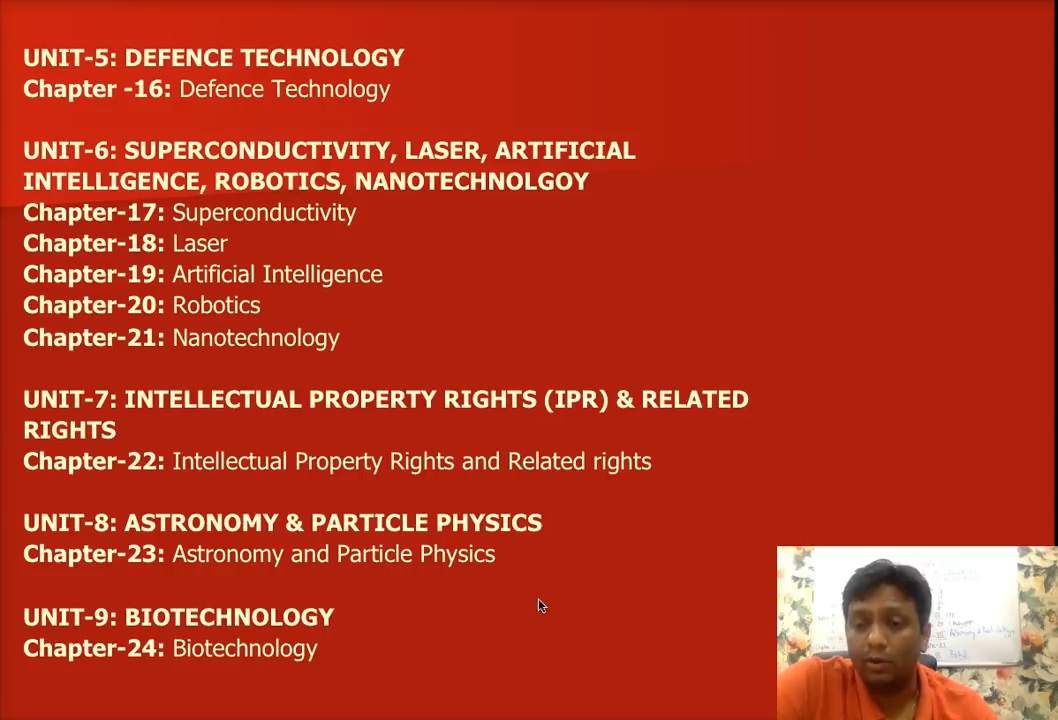 UNIT-5: DEFENCE TECHNOLOGY
Chapter -16: Defence Technology
UNIT-6: SUPERCONDUCTIVITY, LASER, ARTIFICIAL
INTELLIGENCE, ROBOTICS, NANOTECHNOLGOY
Chapter-17: Superconductivity
Chapter-18: Laser
Chapter-19: Artificial Intelligence
Chapter-20: Robotics
Chapter-21: Nanotechnology
UNIT-7: INTELLECTUAL PROPERTY RIGHTS (IPR) & RELATED
RIGHTS
Chapter-22: Intellectual Property Rights and Related rights
UNIT-8: ASTRONOMY & PARTICLE PHYSICS
Chapter-23: Astronomy and Particle Physics
UNIT-9: BIOTECHNOLOGY
Chapter-24: Biotechnology